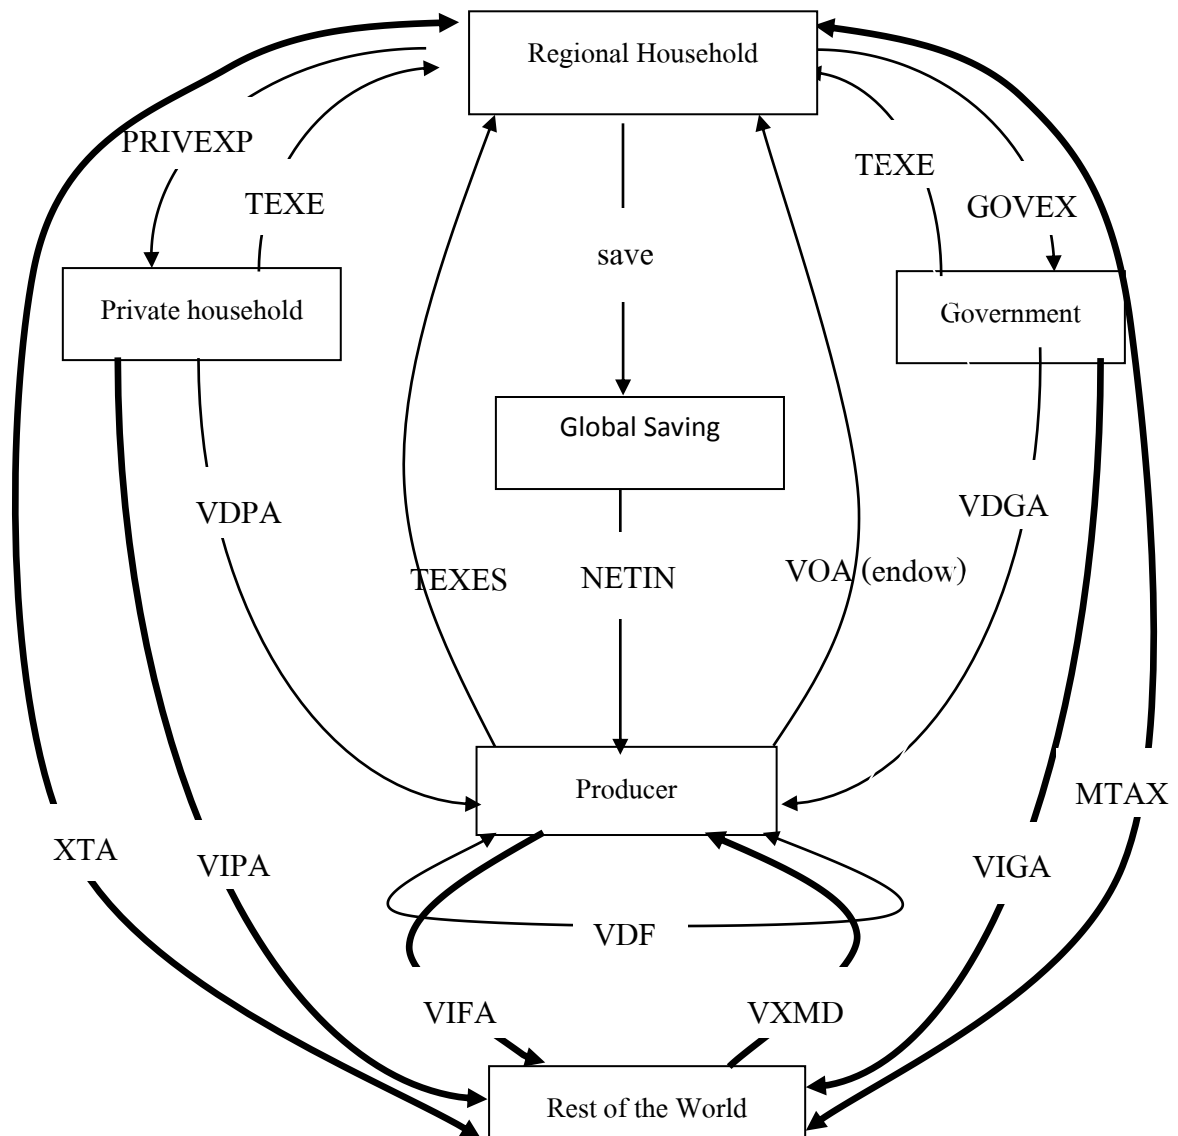 Regional Household
PRIVEXP
TEXE
TEXE
GOVEX
save
Private household
Government
Global Saving
VDPA
VDGA
TEXES
NETIN
VOA (endow)
Producer
MTAX
XTA
VIPA
VIGA
VDF
VIFA
VXMD
Rest of the World